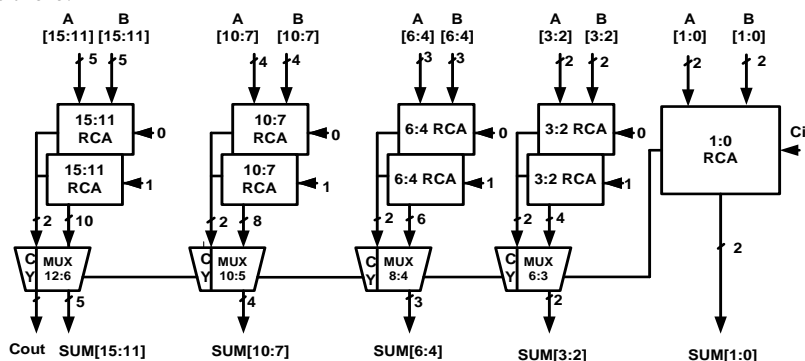 A B
[15:11] [15:11]
5 5
15:11
RCA
0
15:11
RCA
1
2 10
C
Y
MUX
12:6
5
Cout SUM[15:11]
A B
[10:7] [10:7]
4 4
10:7
RCA
0
10:7
RCA
1
2 8
C
Y
MUX
10:5
4
SUM[10:7]
A B
[6:4] [6:4]
3 3
6:4 RCA
0
6:4 RCA
1
2 6
C
Y
MUX
8:4
3
SUM[6:4]
A B
[3:2] [3:2]
2 2
3:2 RCA
0
3:2 RCA
1
2 4
C
Y
MUX
6:3
2
SUM[3:2]
A B
[1:0] [1:0]
2 2
1:0
RCA
Ci
2
SUM[1:0]